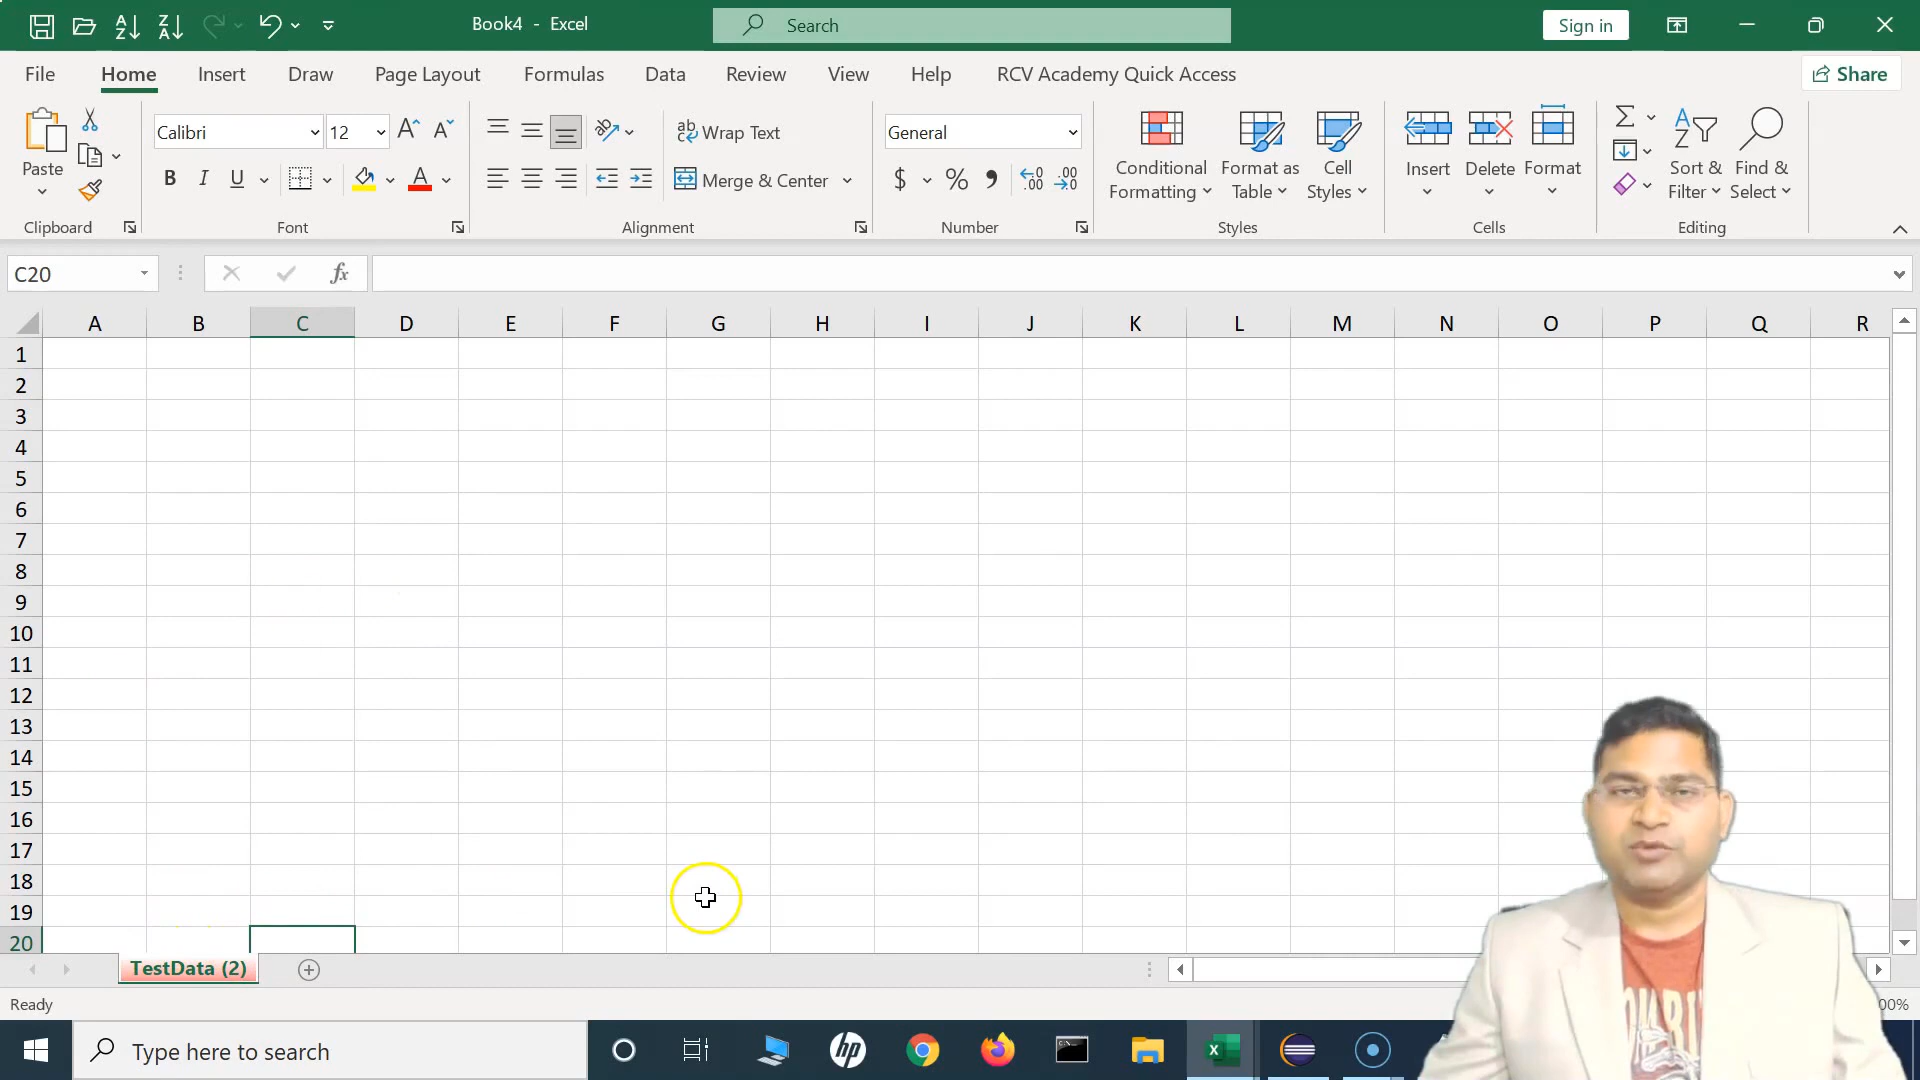 Book4 - Excel
Search
Sign in
File Home Insert Draw Page Layout Formulas Data Review View Help RCV Academy Quick Access
Share
Paste
Clipboard
Calibri 12
B I U A
Font
Wrap Text
Merge & Center
Alignment
General
$ % 9
Number
Conditional Formatting
Format as Table
Cell Styles
Styles
Insert
Delete
Format
Cells
Sort & Filter
Find & Select
Editing
C20
fx
A B C D E F G H I J K L M N O P Q R
1
2
3
4
5
6
7
8
9
10
11
12
13
14
15
16
17
18
19
20
TestData (2)
Ready
00%
Type here to search
hp